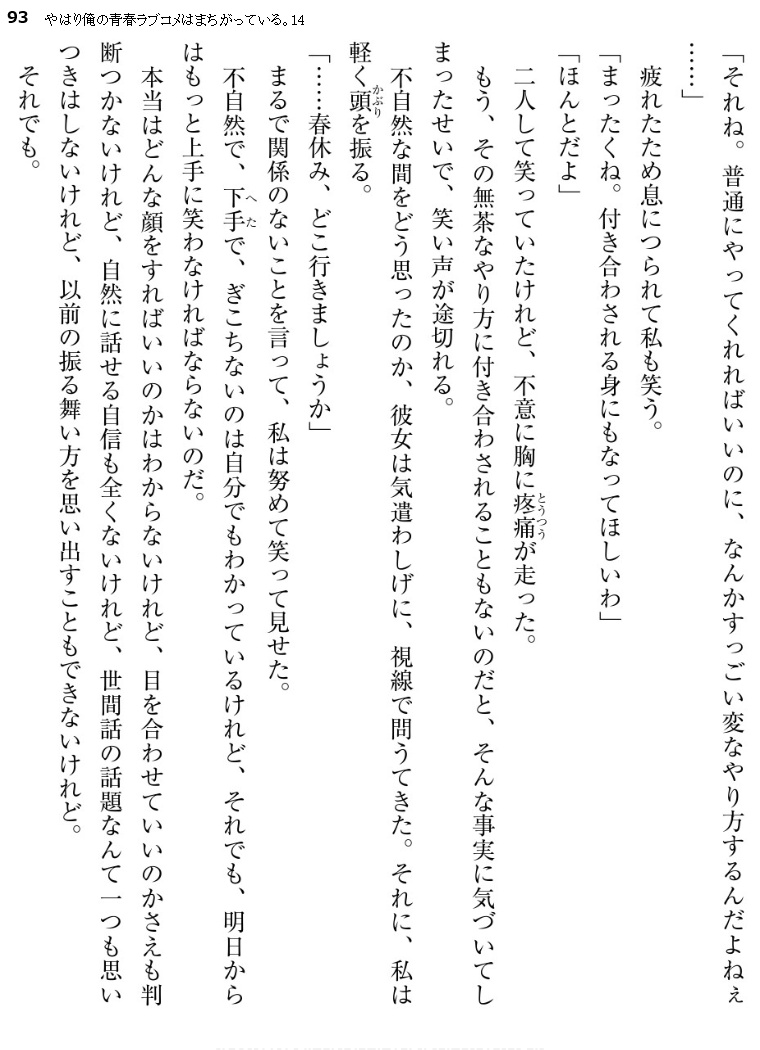 93 やはり俺の青春ラブコメはまちがっている。14
「それね。普通にやってくれればいいのに、なんかすっごい変なやり方するんだよねぇ
……」
疲れたため息につられて私も笑う。
「まったくね。付き合わされる身にもなってほしいわ」
「ほんとだよ」
二人して笑っていたけれど、不意に胸に疼痛が走った。
とうつう
もう、その無茶なやり方に付き合わされることもないのだと、そんな事実に気づいてし
まったせいで、笑い声が途切れる。
不自然な間をどう思ったのか、彼女は気遣わしげに、視線で問うてきた。それに、私は
軽く頭を振る。
かぶり
「……春休み、どこ行きましょうか」
まるで関係のないことを言って、私は努めて笑って見せた。
不自然で、下手で、ぎこちないのは自分でもわかっているけれど、それでも、明日から
へた
はもっと上手に笑わなければならないのだ。
本当はどんな顔をすればいいのかはわからないけれど、目を合わせていいのかさえも判
断つかないけれど、自然に話せる自信も全くないけれど、世間話の話題なんて一つも思い
つきはしないけれど、以前の振る舞い方を思い出すこともできないけれど。
それでも。